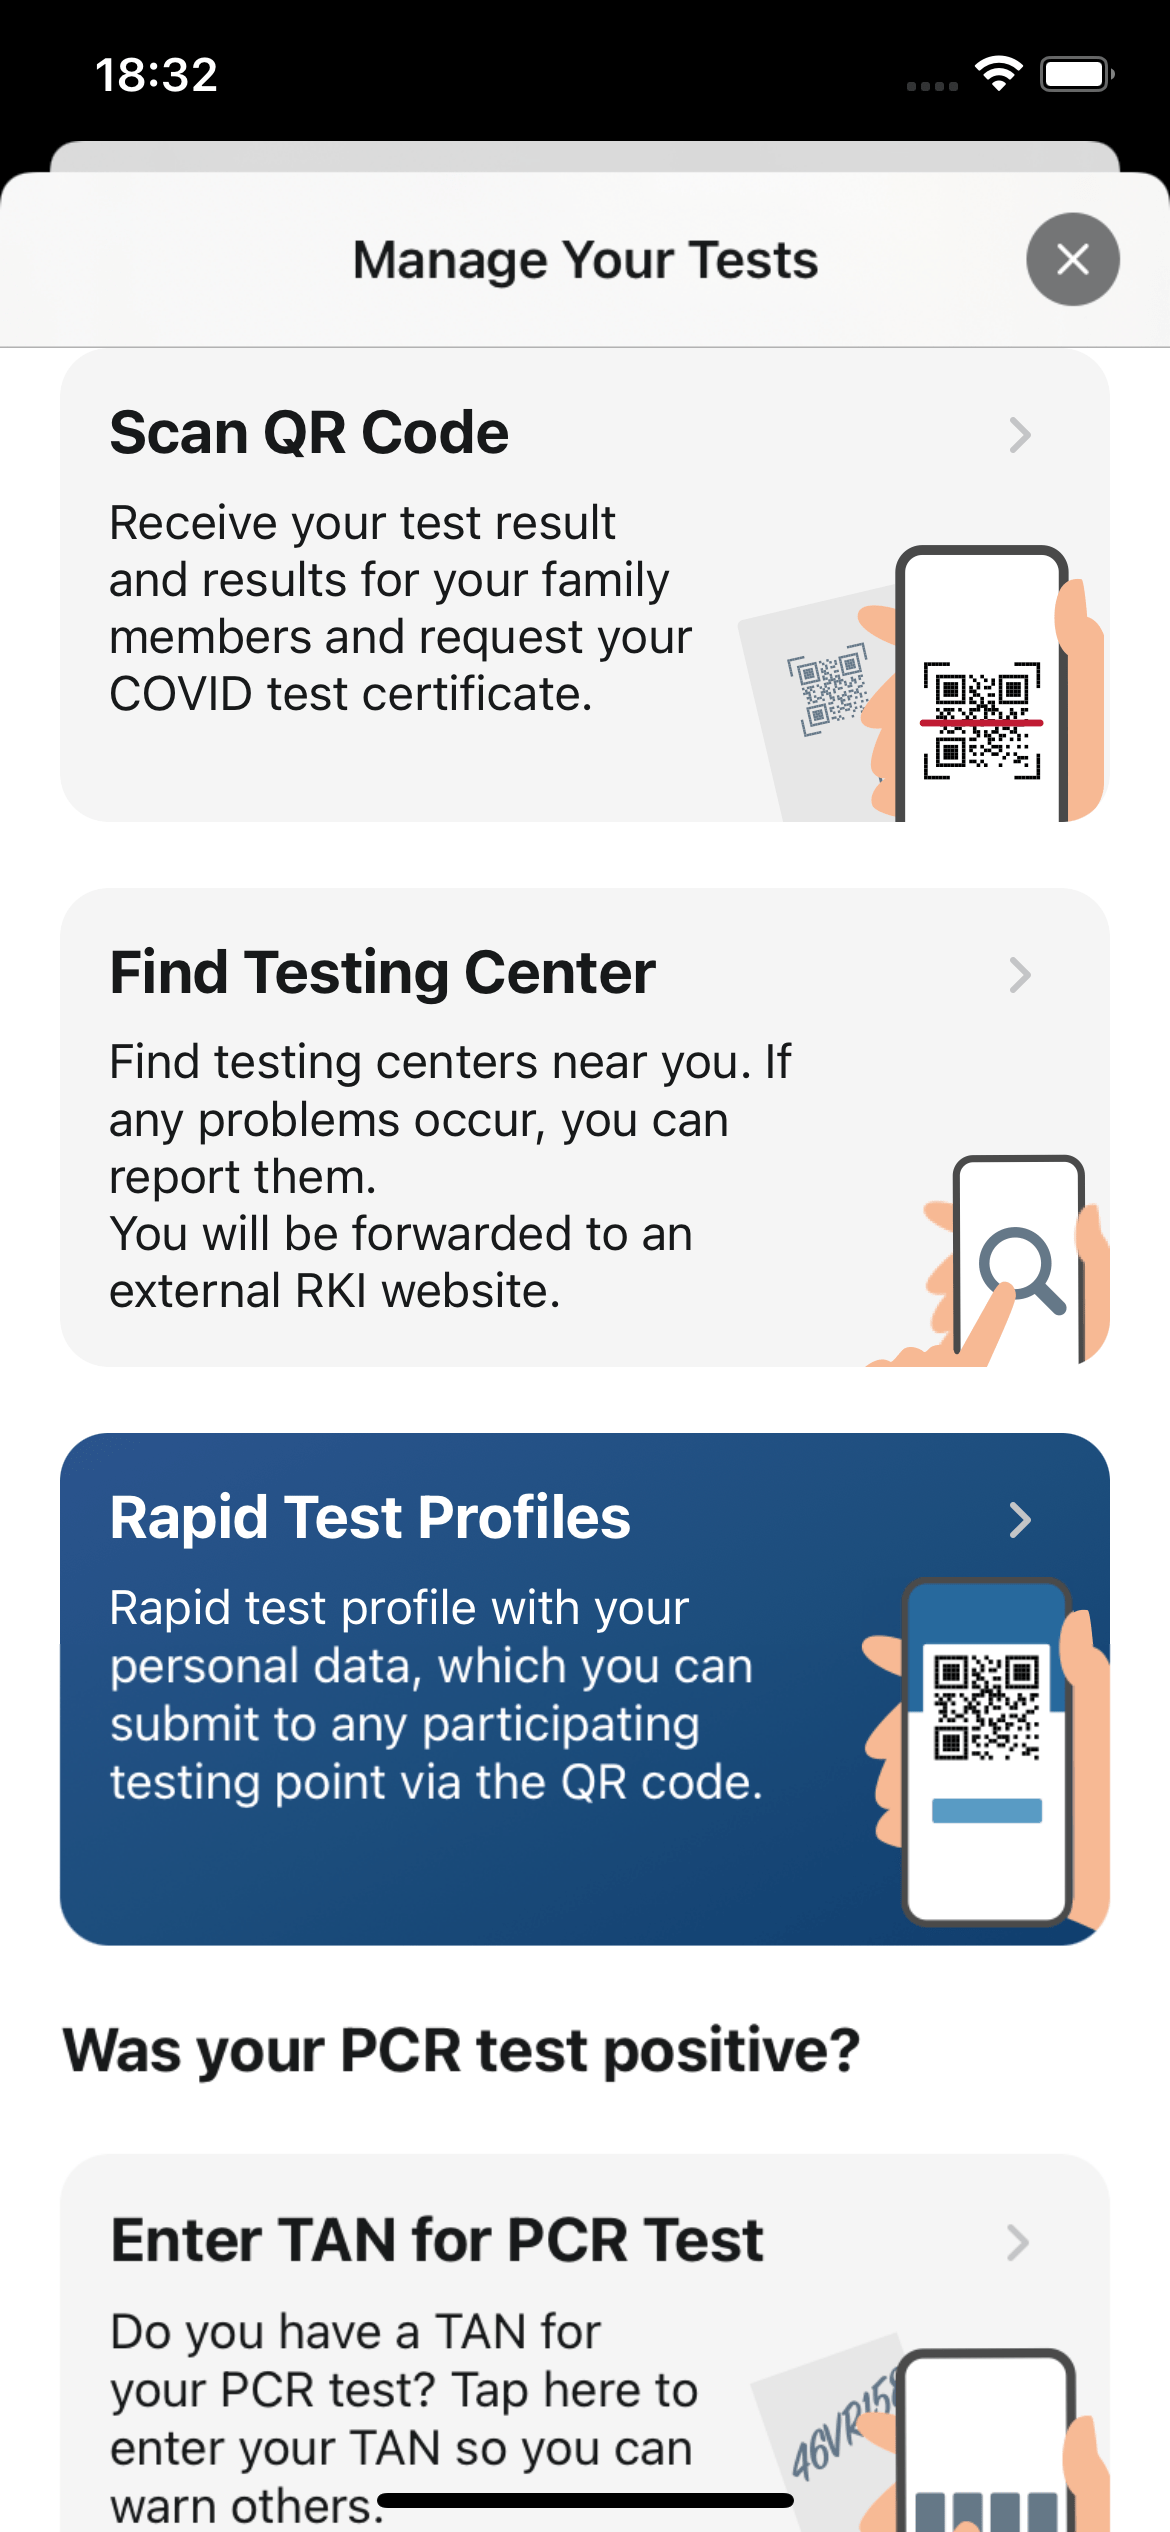 18:32
Manage Your Tests
Scan QR Code
Receive your test result
and results for your family
members and request your
COVID test certificate.
Find Testing Center
Find testing centers near you. If
any problems occur, you can
report them.
You will be forwarded to an
external RKI website.
Rapid Test Profiles
Rapid test profile with your
personal data, which you can
submit to any participating
testing point via the QR code.
Was your PCR test positive?
Enter TAN for PCR Test
Do you have a TAN for
your PCR test? Tap here to
enter your TAN so you can
warn others.